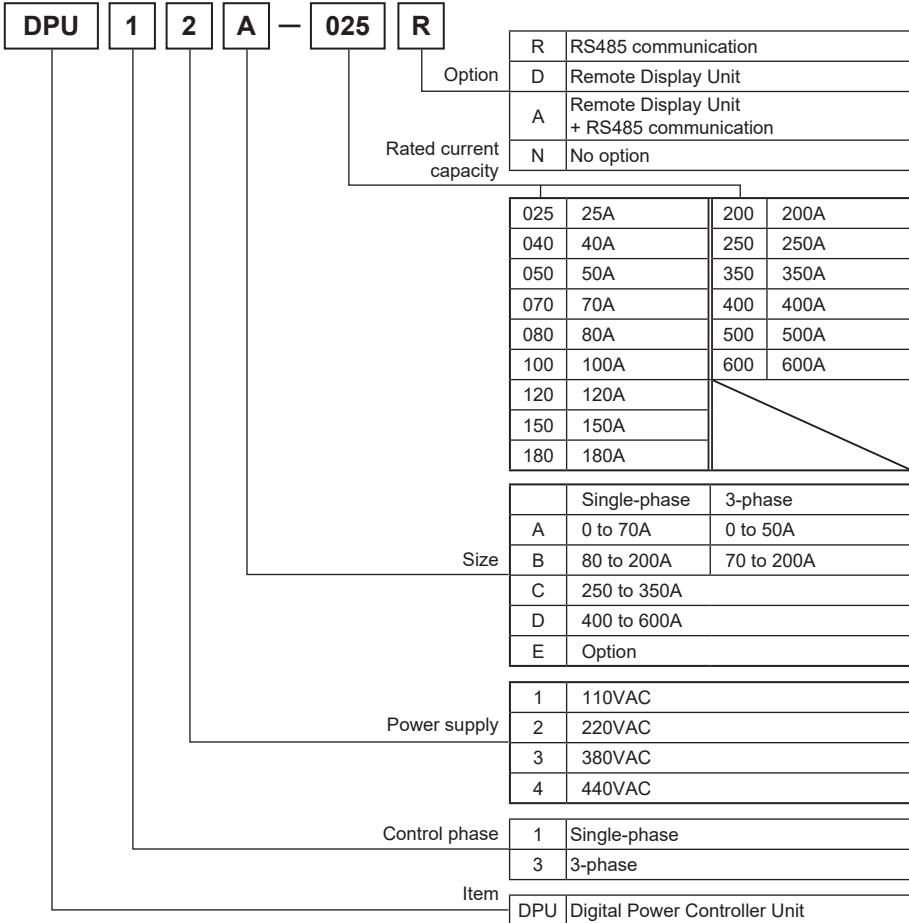 DPU 1 2 A — 025 R
Option
R RS485 communication
D Remote Display Unit
A Remote Display Unit
+ RS485 communication
N No option
Rated current
capacity
025 25A 200 200A
040 40A 250 250A
050 50A 350 350A
070 70A 400 400A
080 80A 500 500A
100 100A 600 600A
120 120A
150 150A
180 180A
Size
Single-phase 3-phase
A 0 to 70A 0 to 50A
B 80 to 200A 70 to 200A
C 250 to 350A
D 400 to 600A
E Option
Power supply
1 110VAC
2 220VAC
3 380VAC
4 440VAC
Control phase
1 Single-phase
3 3-phase
Item
DPU Digital Power Controller Unit